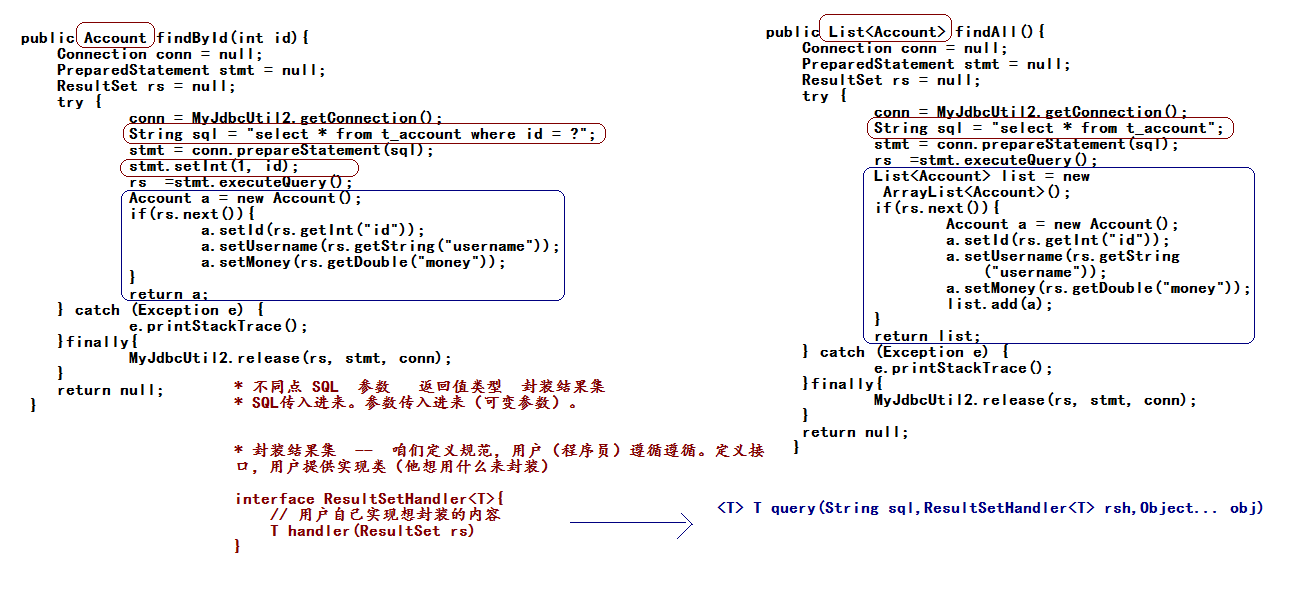 public Account findById(int id){
Connection conn = null;
PreparedStatement stmt = null;
ResultSet rs = null;
try {
conn = MyJdbcUtil2.getConnection();
String sql = "select * from t_account where id = ?";
stmt = conn.prepareStatement(sql);
stmt.setInt(1, id);
rs =stmt.executeQuery();
Account a = new Account();
if(rs.next()){
a.setId(rs.getInt("id"));
a.setUsername(rs.getString("username"));
a.setMoney(rs.getDouble("money"));
}
return a;
} catch (Exception e) {
e.printStackTrace();
}finally{
MyJdbcUtil2.release(rs, stmt, conn);
}
return null;
}
public List<Account> findAll(){
Connection conn = null;
PreparedStatement stmt = null;
ResultSet rs = null;
try {
conn = MyJdbcUtil2.getConnection();
String sql = "select * from t_account";
stmt = conn.prepareStatement(sql);
rs =stmt.executeQuery();
List<Account> list = new
ArrayList<Account>();
if(rs.next()){
Account a = new Account();
a.setId(rs.getInt("id"));
a.setUsername(rs.getString
("username"));
a.setMoney(rs.getDouble("money"));
list.add(a);
}
return list;
} catch (Exception e) {
e.printStackTrace();
}finally{
MyJdbcUtil2.release(rs, stmt, conn);
}
return null;
}
* 不同点 SQL 参数 返回值类型 封装结果集
* SQL传入进来。参数传入进来（可变参数）。
* 封装结果集 -- 咱们定义规范，用户（程序员）遵循遵循。定义接
口，用户提供实现类（他想用什么来封装）
interface ResultSetHandler<T>{
// 用户自己实现想封装的内容
T handler(ResultSet rs)
}
<T> T query(String sql,ResultSetHandler<T> rsh,Object... obj)